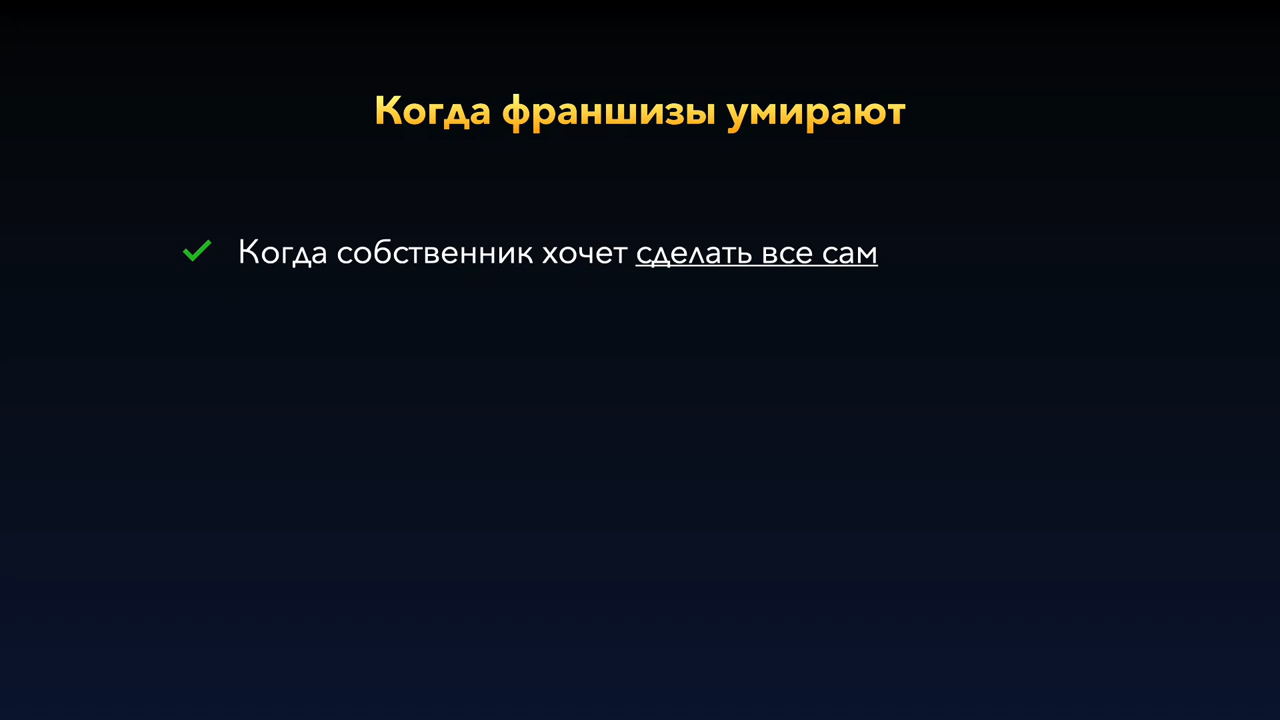 Когда франшизы умирают
Когда собственник хочет сделать все сам